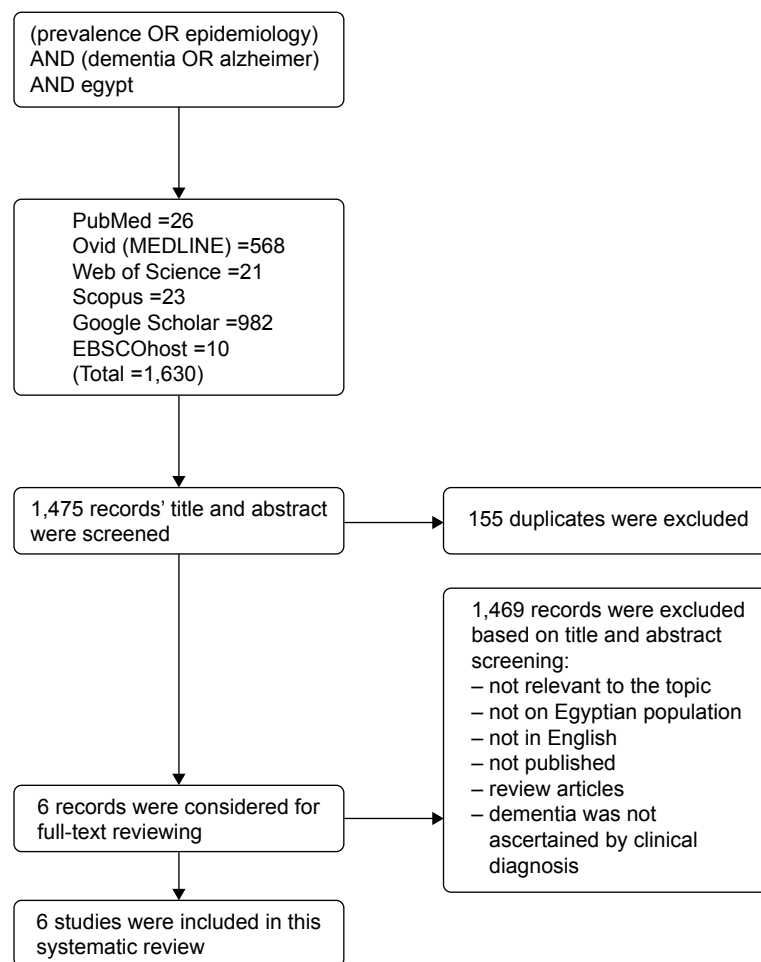 (prevalence OR epidemiology)
AND (dementia OR alzheimer)
AND egypt
PubMed =26
Ovid (MEDLINE) =568
Web of Science =21
Scopus =23
Google Scholar =982
EBSCOhost =10
(Total =1,630)
1,475 records’ title and abstract
were screened
155 duplicates were excluded
1,469 records were excluded
based on title and abstract
screening:
– not relevant to the topic
– not on Egyptian population
– not in English
– not published
– review articles
– dementia was not
ascertained by clinical
diagnosis
6 records were considered for
full-text reviewing
6 studies were included in this
systematic review